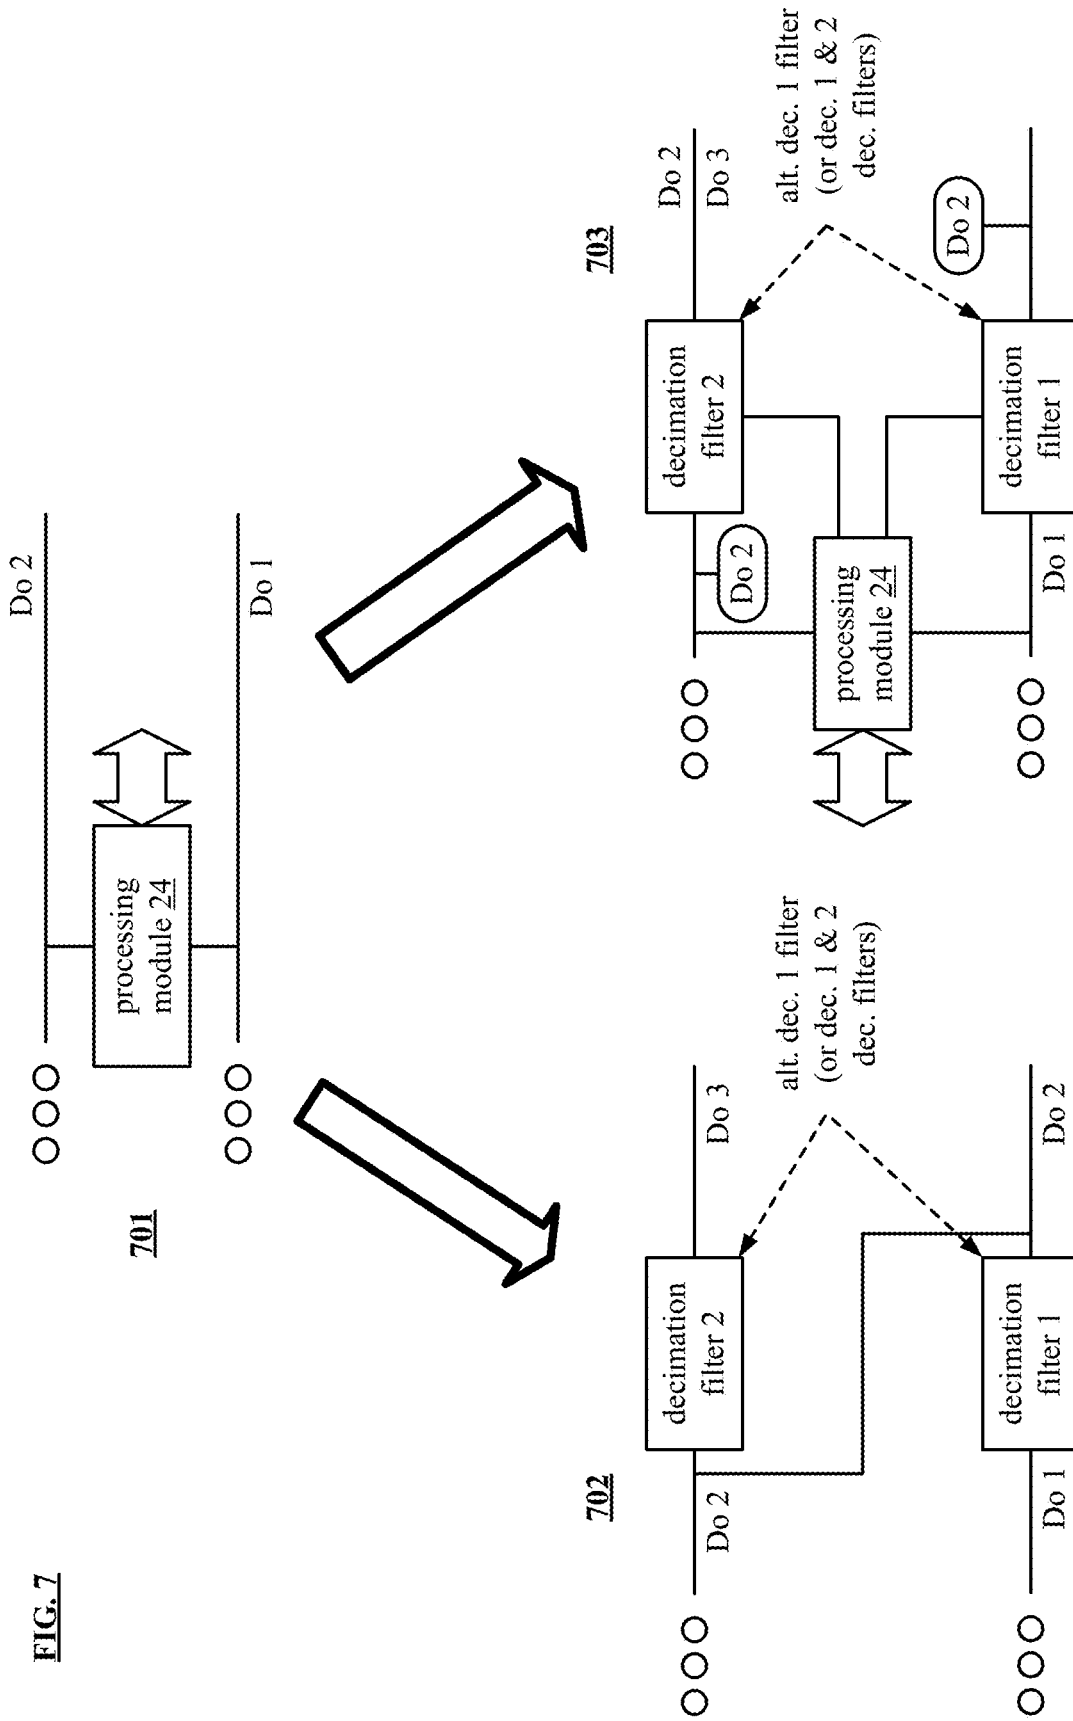 FIG. 7
701
processing
module 24
Do 2
Do 1
702
Do 2
decimation
filter 2
Do 3
alt. dec. 1 filter
(or dec. 1 & 2
dec. filters)
Do 1
decimation
filter 1
Do 2
703
Do 2
decimation
filter 2
Do 2
Do 3
processing
module 24
alt. dec. 1 filter
(or dec. 1 & 2
dec. filters)
Do 1
decimation
filter 1
Do 2